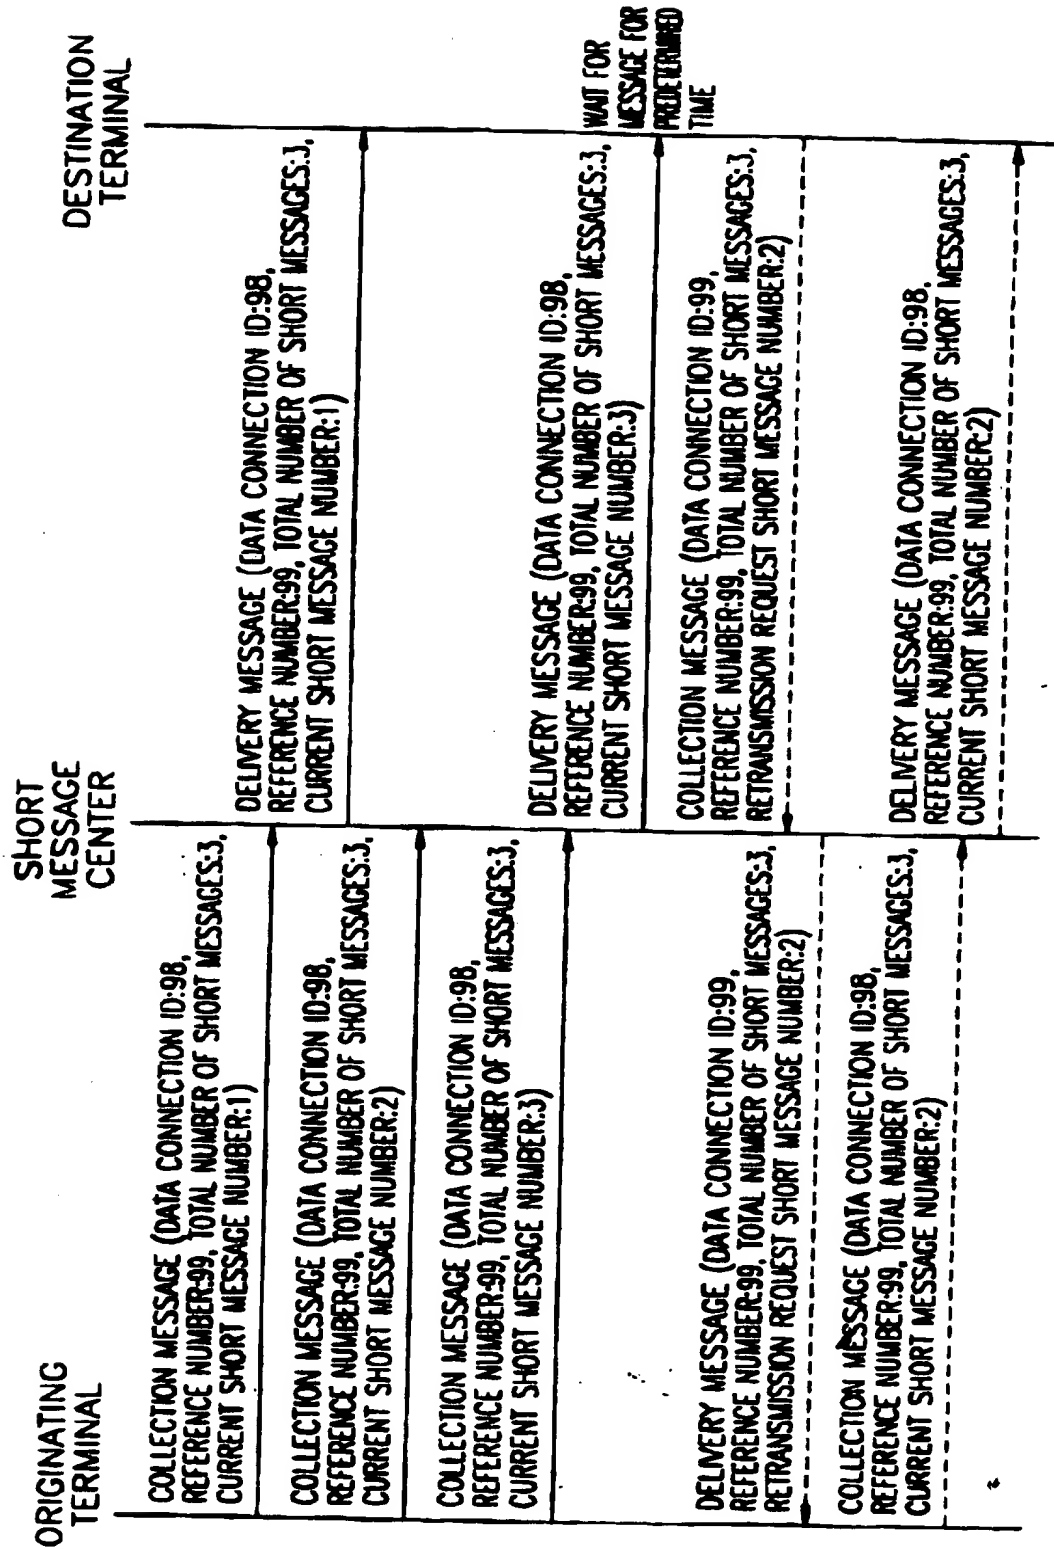 ORIGINATING
TERMINAL
SHORT
MESSAGE
CENTER
DESTINATION
TERMINAL
COLLECTION MESSAGE (DATA CONNECTION ID:98,
REFERENCE NUMBER:99, TOTAL NUMBER OF SHORT MESSAGES:3,
CURRENT SHORT MESSAGE NUMBER:1)
DELIVERY MESSAGE (DATA CONNECTION ID:98,
REFERENCE NUMBER:99, TOTAL NUMBER OF SHORT MESSAGES:3,
CURRENT SHORT MESSAGE NUMBER:1)
COLLECTION MESSAGE (DATA CONNECTION ID:98,
REFERENCE NUMBER:99, TOTAL NUMBER OF SHORT MESSAGES:3,
CURRENT SHORT MESSAGE NUMBER:2)
COLLECTION MESSAGE (DATA CONNECTION ID:98,
REFERENCE NUMBER:99, TOTAL NUMBER OF SHORT MESSAGES:3,
CURRENT SHORT MESSAGE NUMBER:3)
DELIVERY MESSAGE (DATA CONNECTION ID:98,
REFERENCE NUMBER:99, TOTAL NUMBER OF SHORT MESSAGES:3,
CURRENT SHORT MESSAGE NUMBER:3)
WAIT FOR
MESSAGE FOR
PREDETERMINED
TIME
COLLECTION MESSAGE (DATA CONNECTION ID:99,
REFERENCE NUMBER:99, TOTAL NUMBER OF SHORT MESSAGES:3,
RETRANSMISSION REQUEST SHORT MESSAGE NUMBER:2)
DELIVERY MESSAGE (DATA CONNECTION ID:99,
REFERENCE NUMBER:99, TOTAL NUMBER OF SHORT MESSAGES:3,
RETRANSMISSION REQUEST SHORT MESSAGE NUMBER:2)
COLLECTION MESSAGE (DATA CONNECTION ID:98,
REFERENCE NUMBER:99, TOTAL NUMBER OF SHORT MESSAGES:3,
CURRENT SHORT MESSAGE NUMBER:2)
DELIVERY MESSAGE (DATA CONNECTION ID:98,
REFERENCE NUMBER:99, TOTAL NUMBER OF SHORT MESSAGES:3,
CURRENT SHORT MESSAGE NUMBER:2)